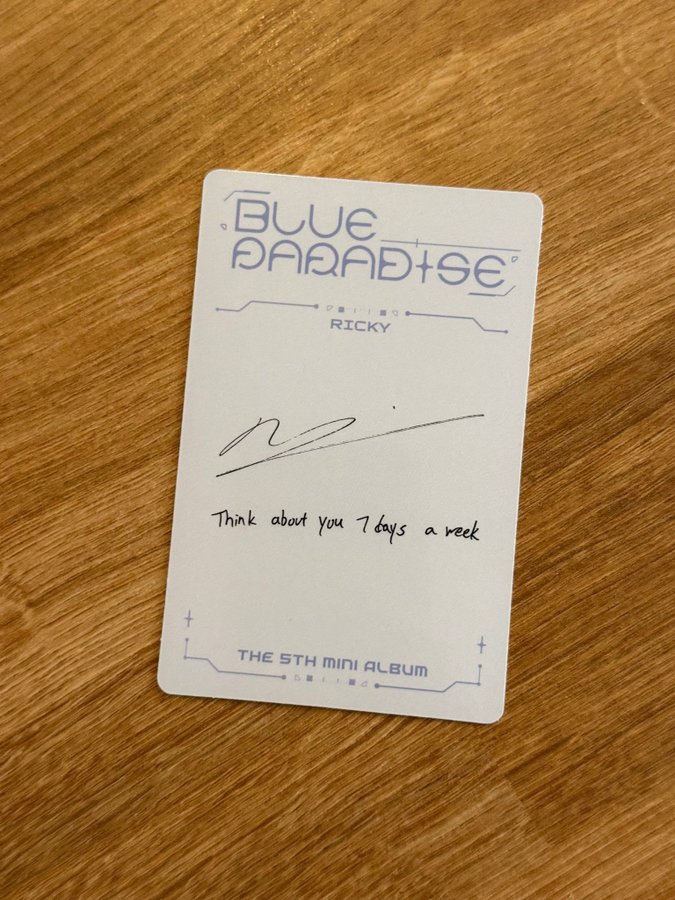 BLUE
PARADISE
RICKY
Think about you 7 days a week
THE 5TH MINI ALBUM